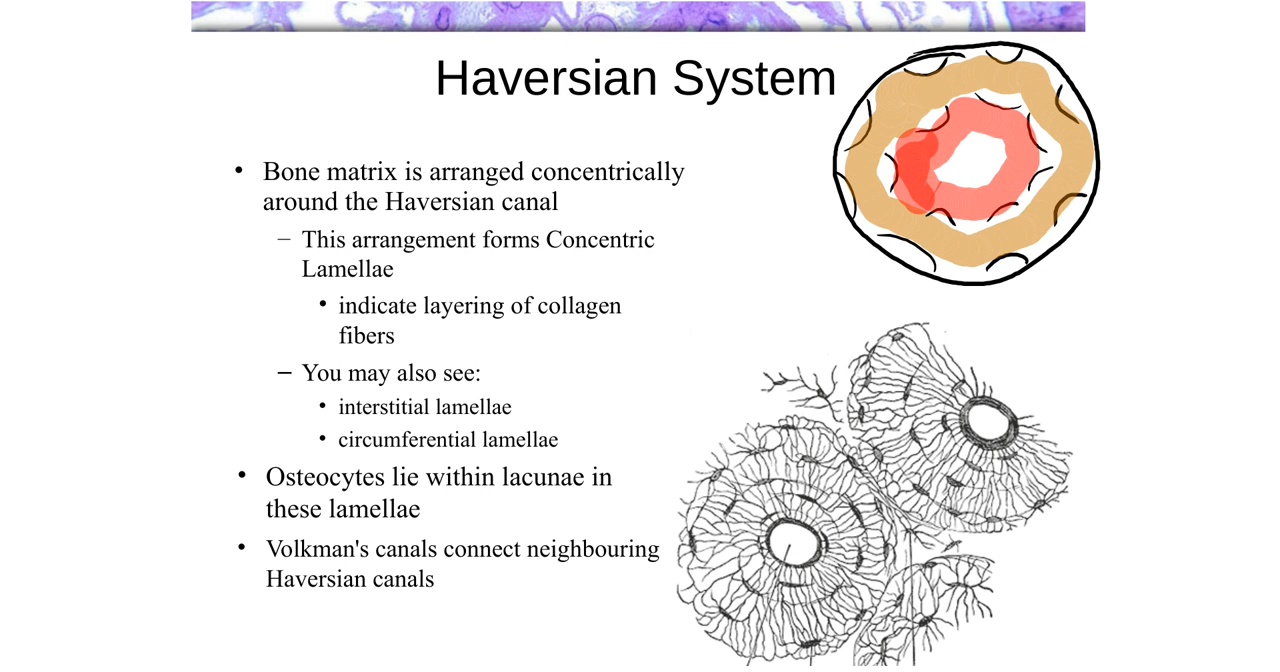 Haversian System
• Bone matrix is arranged concentrically
around the Haversian canal
– This arrangement forms Concentric
Lamellae
• indicate layering of collagen
fibers
– You may also see:
• interstitial lamellae
• circumferential lamellae
• Osteocytes lie within lacunae in
these lamellae
• Volkman's canals connect neighbouring
Haversian canals